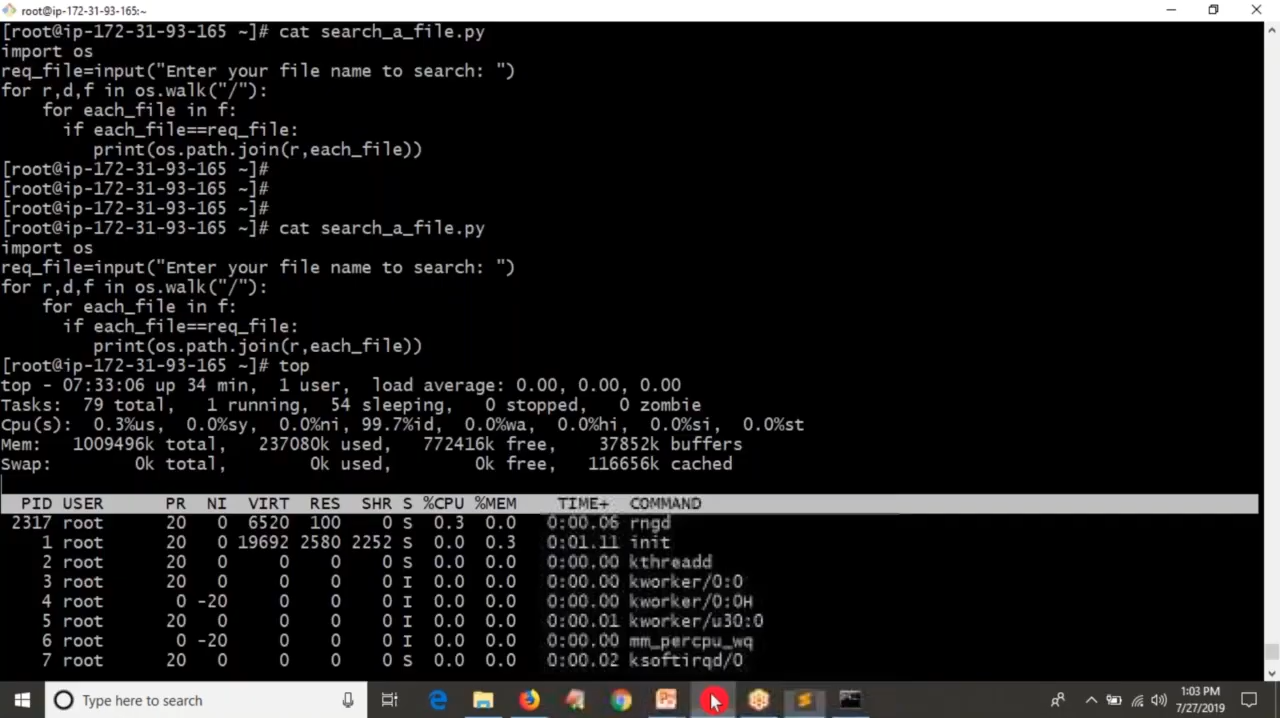 root@ip-172-31-93-165:~
[root@ip-172-31-93-165 ~]# cat search_a_file.py
import os
req_file=input("Enter your file name to search: ")
for r,d,f in os.walk("/"):
    for each_file in f:
      if each_file==req_file:
         print(os.path.join(r,each_file))
[root@ip-172-31-93-165 ~]#
[root@ip-172-31-93-165 ~]#
[root@ip-172-31-93-165 ~]#
[root@ip-172-31-93-165 ~]# cat search_a_file.py
import os
req_file=input("Enter your file name to search: ")
for r,d,f in os.walk("/"):
    for each_file in f:
      if each_file==req_file:
         print(os.path.join(r,each_file))
[root@ip-172-31-93-165 ~]# top
top - 07:33:06 up 34 min,  1 user,  load average: 0.00, 0.00, 0.00
Tasks:  79 total,   1 running,  54 sleeping,   0 stopped,   0 zombie
Cpu(s):  0.3%us,  0.0%sy,  0.0%ni, 99.7%id,  0.0%wa,  0.0%hi,  0.0%si,  0.0%st
Mem:   1009496k total,   237080k used,   772416k free,    37852k buffers
Swap:        0k total,        0k used,        0k free,   116656k cached
  PID USER      PR  NI  VIRT  RES  SHR S %CPU %MEM    TIME+  COMMAND
 2317 root      20   0  6520  100    0 S  0.3  0.0   0:00.06 rngd
    1 root      20   0 19692 2580 2252 S  0.0  0.3   0:01.11 init
    2 root      20   0     0    0    0 S  0.0  0.0   0:00.00 kthreadd
    3 root      20   0     0    0    0 I  0.0  0.0   0:00.00 kworker/0:0
    4 root       0 -20     0    0    0 I  0.0  0.0   0:00.00 kworker/0:0H
    5 root      20   0     0    0    0 I  0.0  0.0   0:00.01 kworker/u30:0
    6 root       0 -20     0    0    0 I  0.0  0.0   0:00.00 mm_percpu_wq
    7 root      20   0     0    0    0 S  0.0  0.0   0:00.02 ksoftirqd/0
Type here to search
1:03 PM
7/27/2019